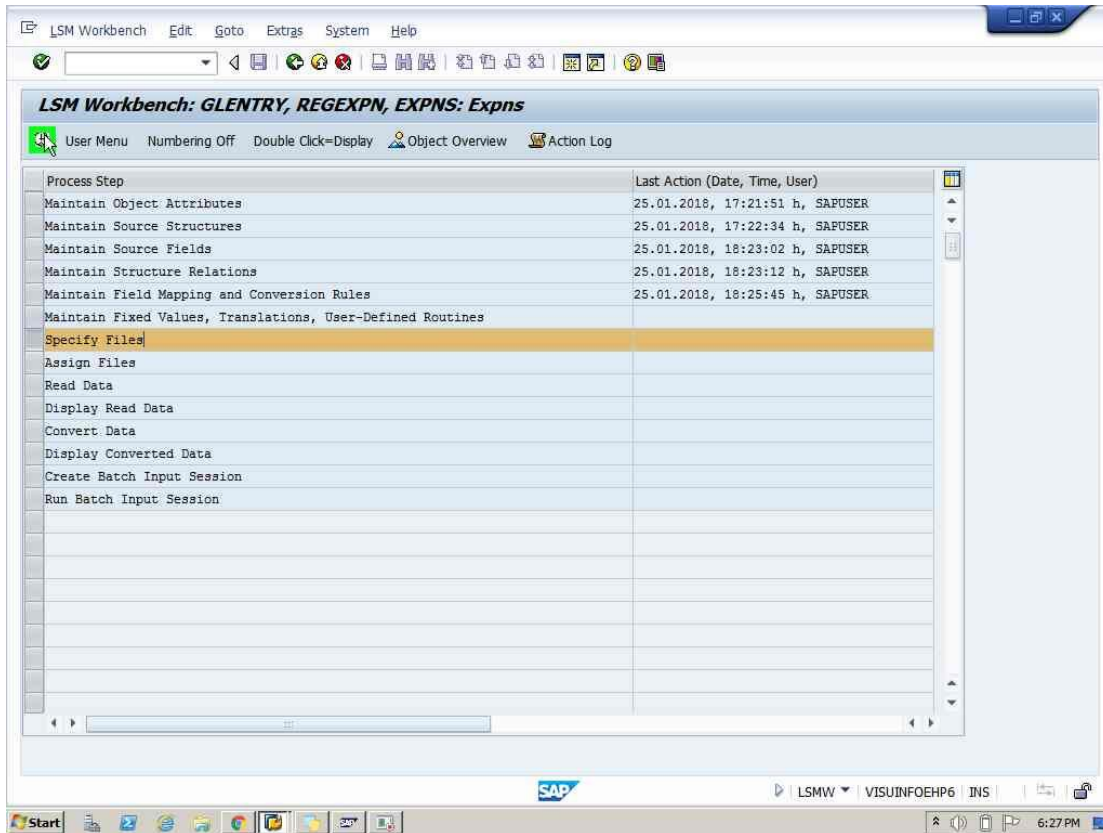 LSM Workbench Edit Goto Extras System Help
LSM Workbench: GLENTRY, REGEXPN, EXPNS: Expns
User Menu Numbering Off Double Click=Display Object Overview Action Log
Process Step Last Action (Date, Time, User)
Maintain Object Attributes 25.01.2018, 17:21:51 h, SAPUSER
Maintain Source Structures 25.01.2018, 17:22:34 h, SAPUSER
Maintain Source Fields 25.01.2018, 18:23:02 h, SAPUSER
Maintain Structure Relations 25.01.2018, 18:23:12 h, SAPUSER
Maintain Field Mapping and Conversion Rules 25.01.2018, 18:25:45 h, SAPUSER
Maintain Fixed Values, Translations, User-Defined Routines
Specify Files
Assign Files
Read Data
Display Read Data
Convert Data
Display Converted Data
Create Batch Input Session
Run Batch Input Session
SAP LSMW VISUINFOEHP6 INS
Start 6:27 PM